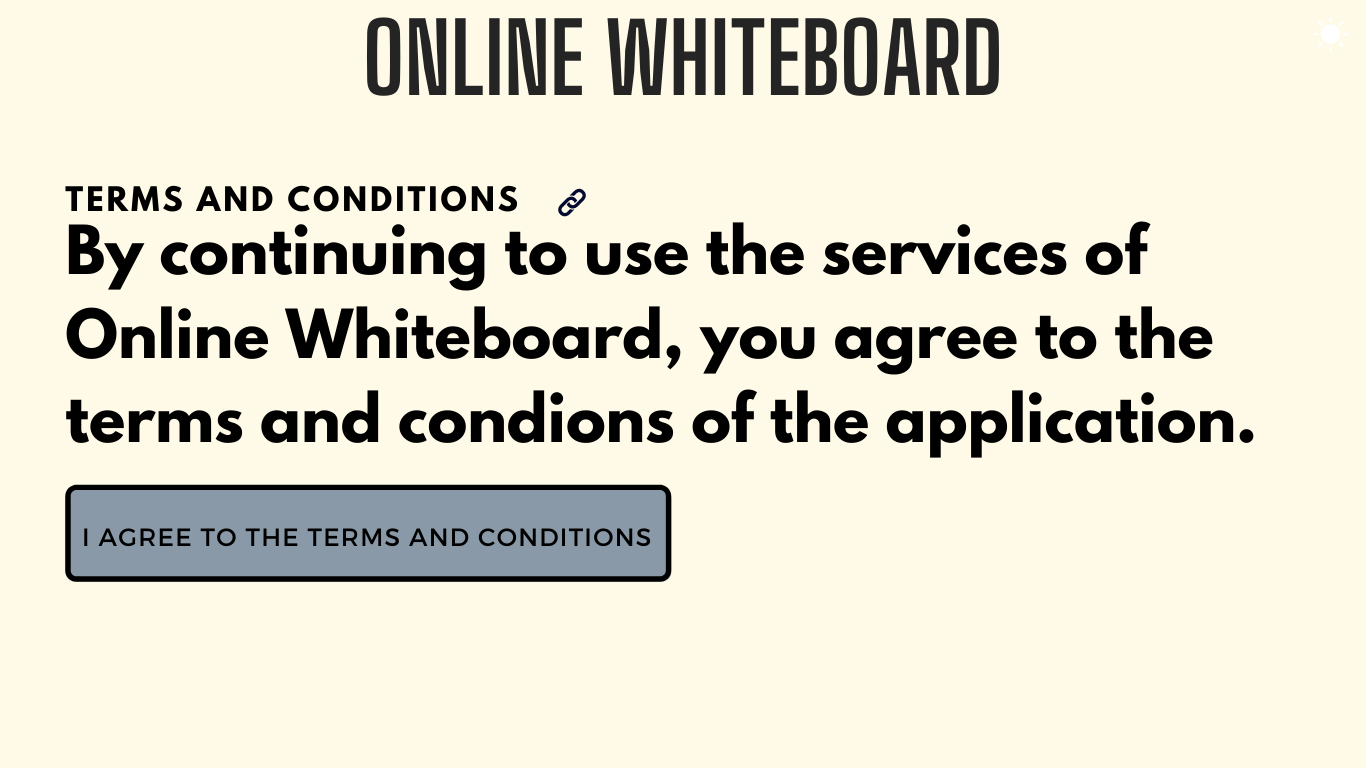 ONLINE WHITEBOARD
TERMS AND CONDITIONS
By continuing to use the services of
Online Whiteboard, you agree to the
terms and condions of the application.
I AGREE TO THE TERMS AND CONDITIONS